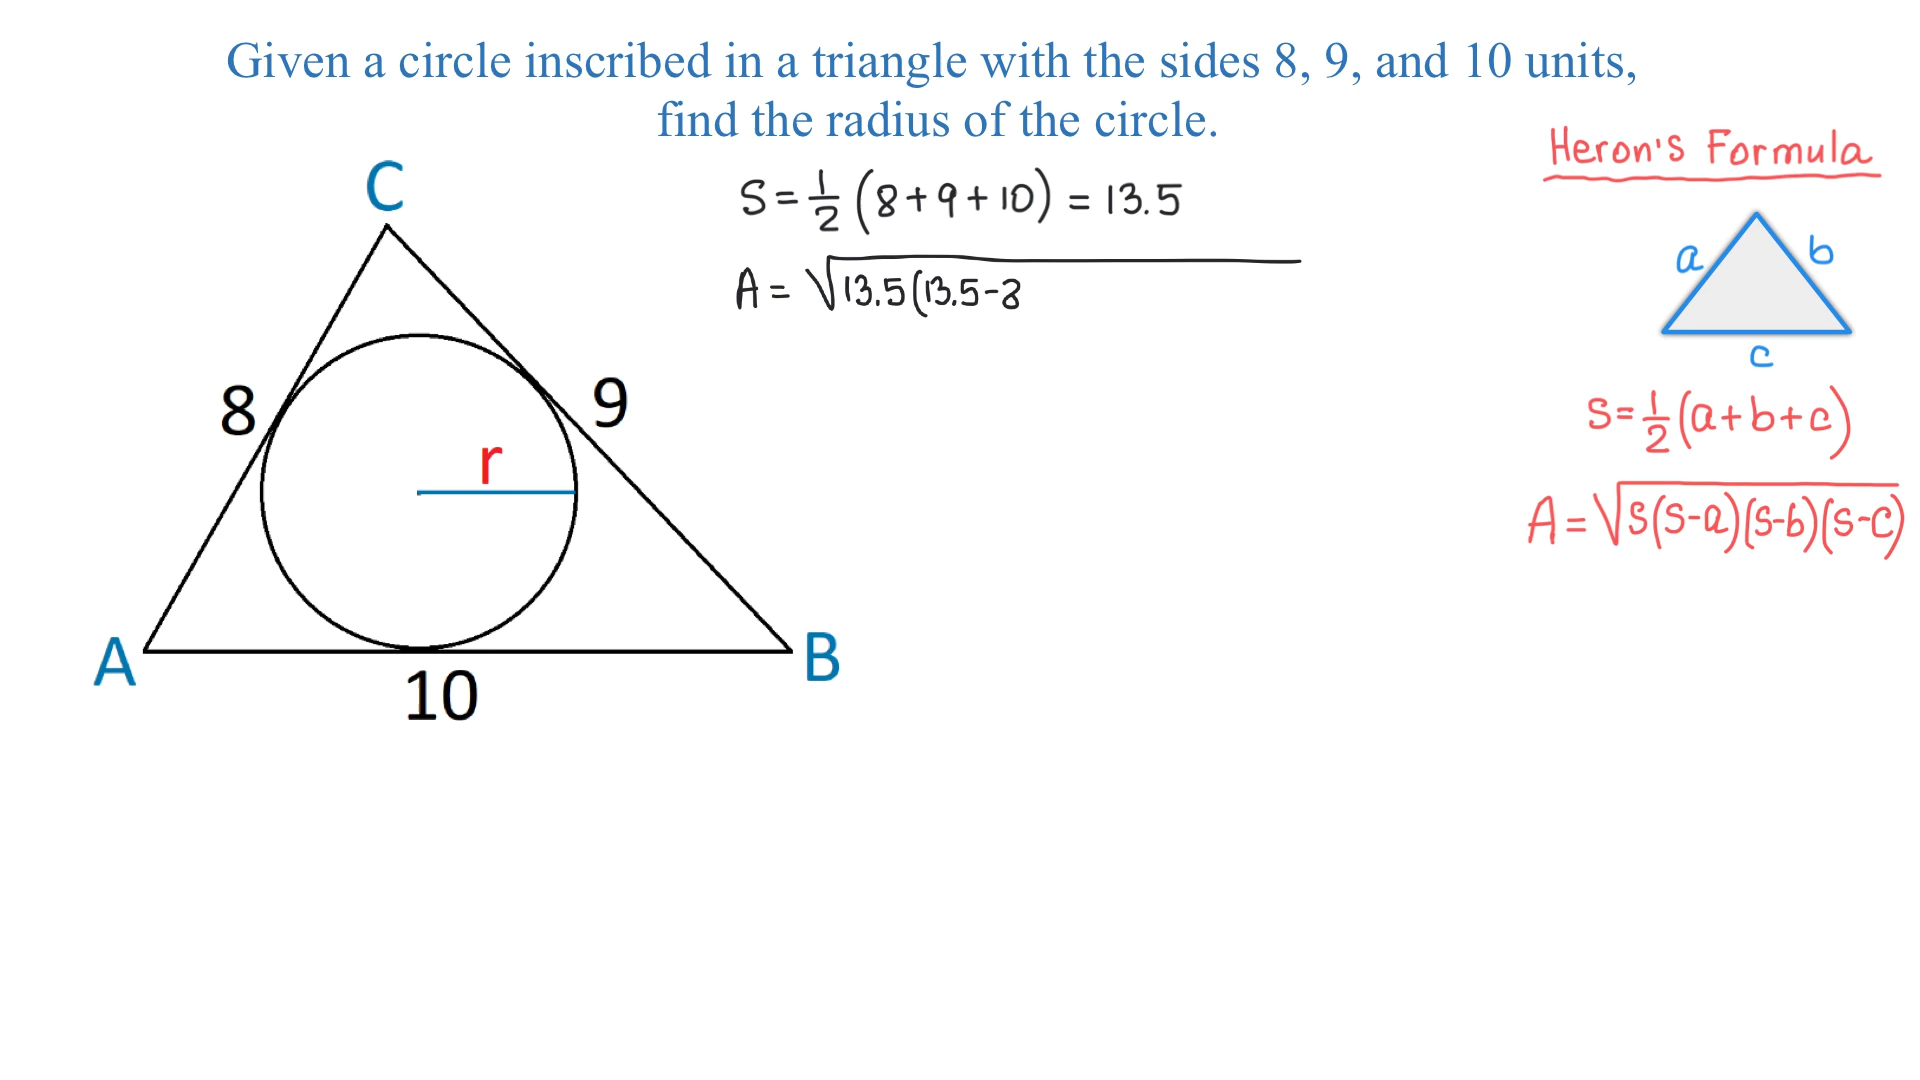 Given a circle inscribed in a triangle with the sides 8, 9, and 10 units,
find the radius of the circle.
Heron's Formula
C
S = 1/2 (8+9+10) = 13.5
A = √13.5(13.5-8
a
b
c
8
9
r
S = 1/2 (a+b+c)
A = √S(S-a)(S-b)(S-c)
A
B
10